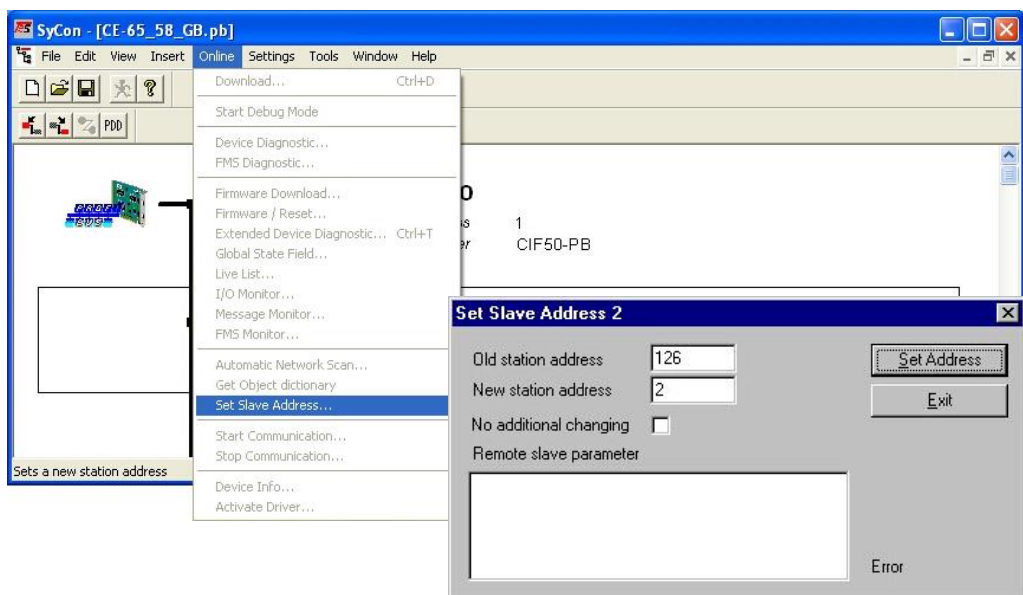 SyCon - [CE-65_58_GB.pb]
File Edit View Insert Online Settings Tools Window Help
Download... Ctrl+D
Start Debug Mode
PDD
Device Diagnostic...
FMS Diagnostic...
Firmware Download...
Firmware / Reset...
1
Extended Device Diagnostic... Ctrl+T
CIF50-PB
Global State Field...
Live List...
I/O Monitor...
Message Monitor...
FMS Monitor...
Automatic Network Scan...
Get Object dictionary
Set Slave Address...
Start Communication...
Stop Communication...
Device Info...
Activate Driver...
Sets a new station address
Set Slave Address 2
Old station address 126 Set Address
New station address 2 Exit
No additional changing
Remote slave parameter
Error